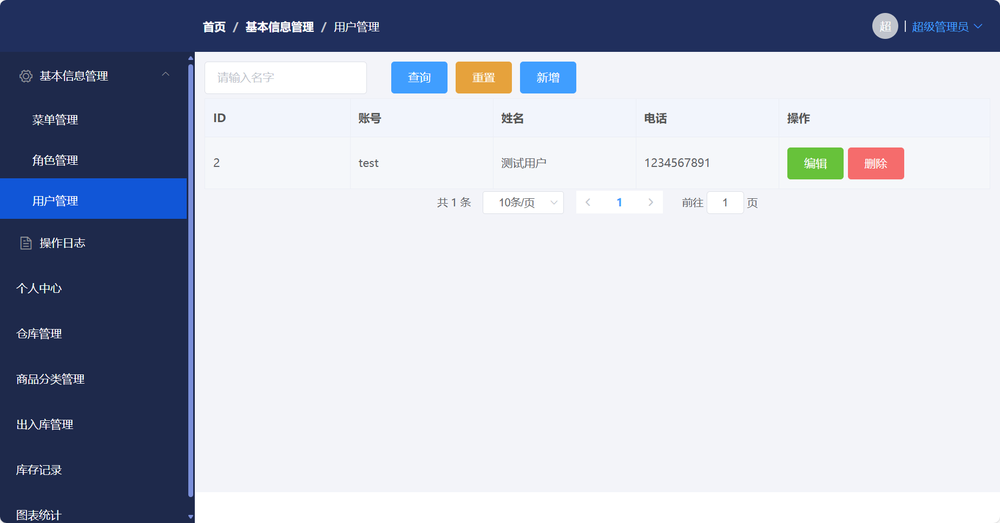 首页 / 基本信息管理 / 用户管理
超 | 超级管理员
基本信息管理
菜单管理
角色管理
用户管理
操作日志
个人中心
仓库管理
商品分类管理
出入库管理
库存记录
图表统计
请输入名字 查询 重置 新增
ID 账号 姓名 电话 操作
2 test 测试用户 1234567891 编辑 删除
共 1 条 10条/页 1 前往 1 页